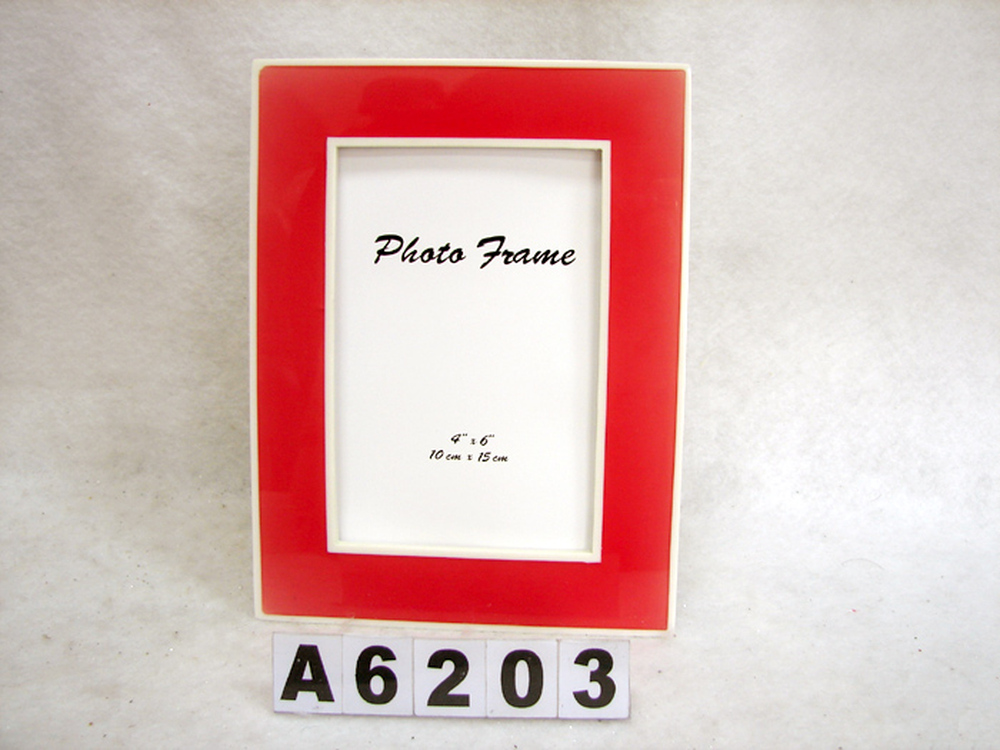 Photo Frame
4" x 6"
10 cm x 15 cm
A6203